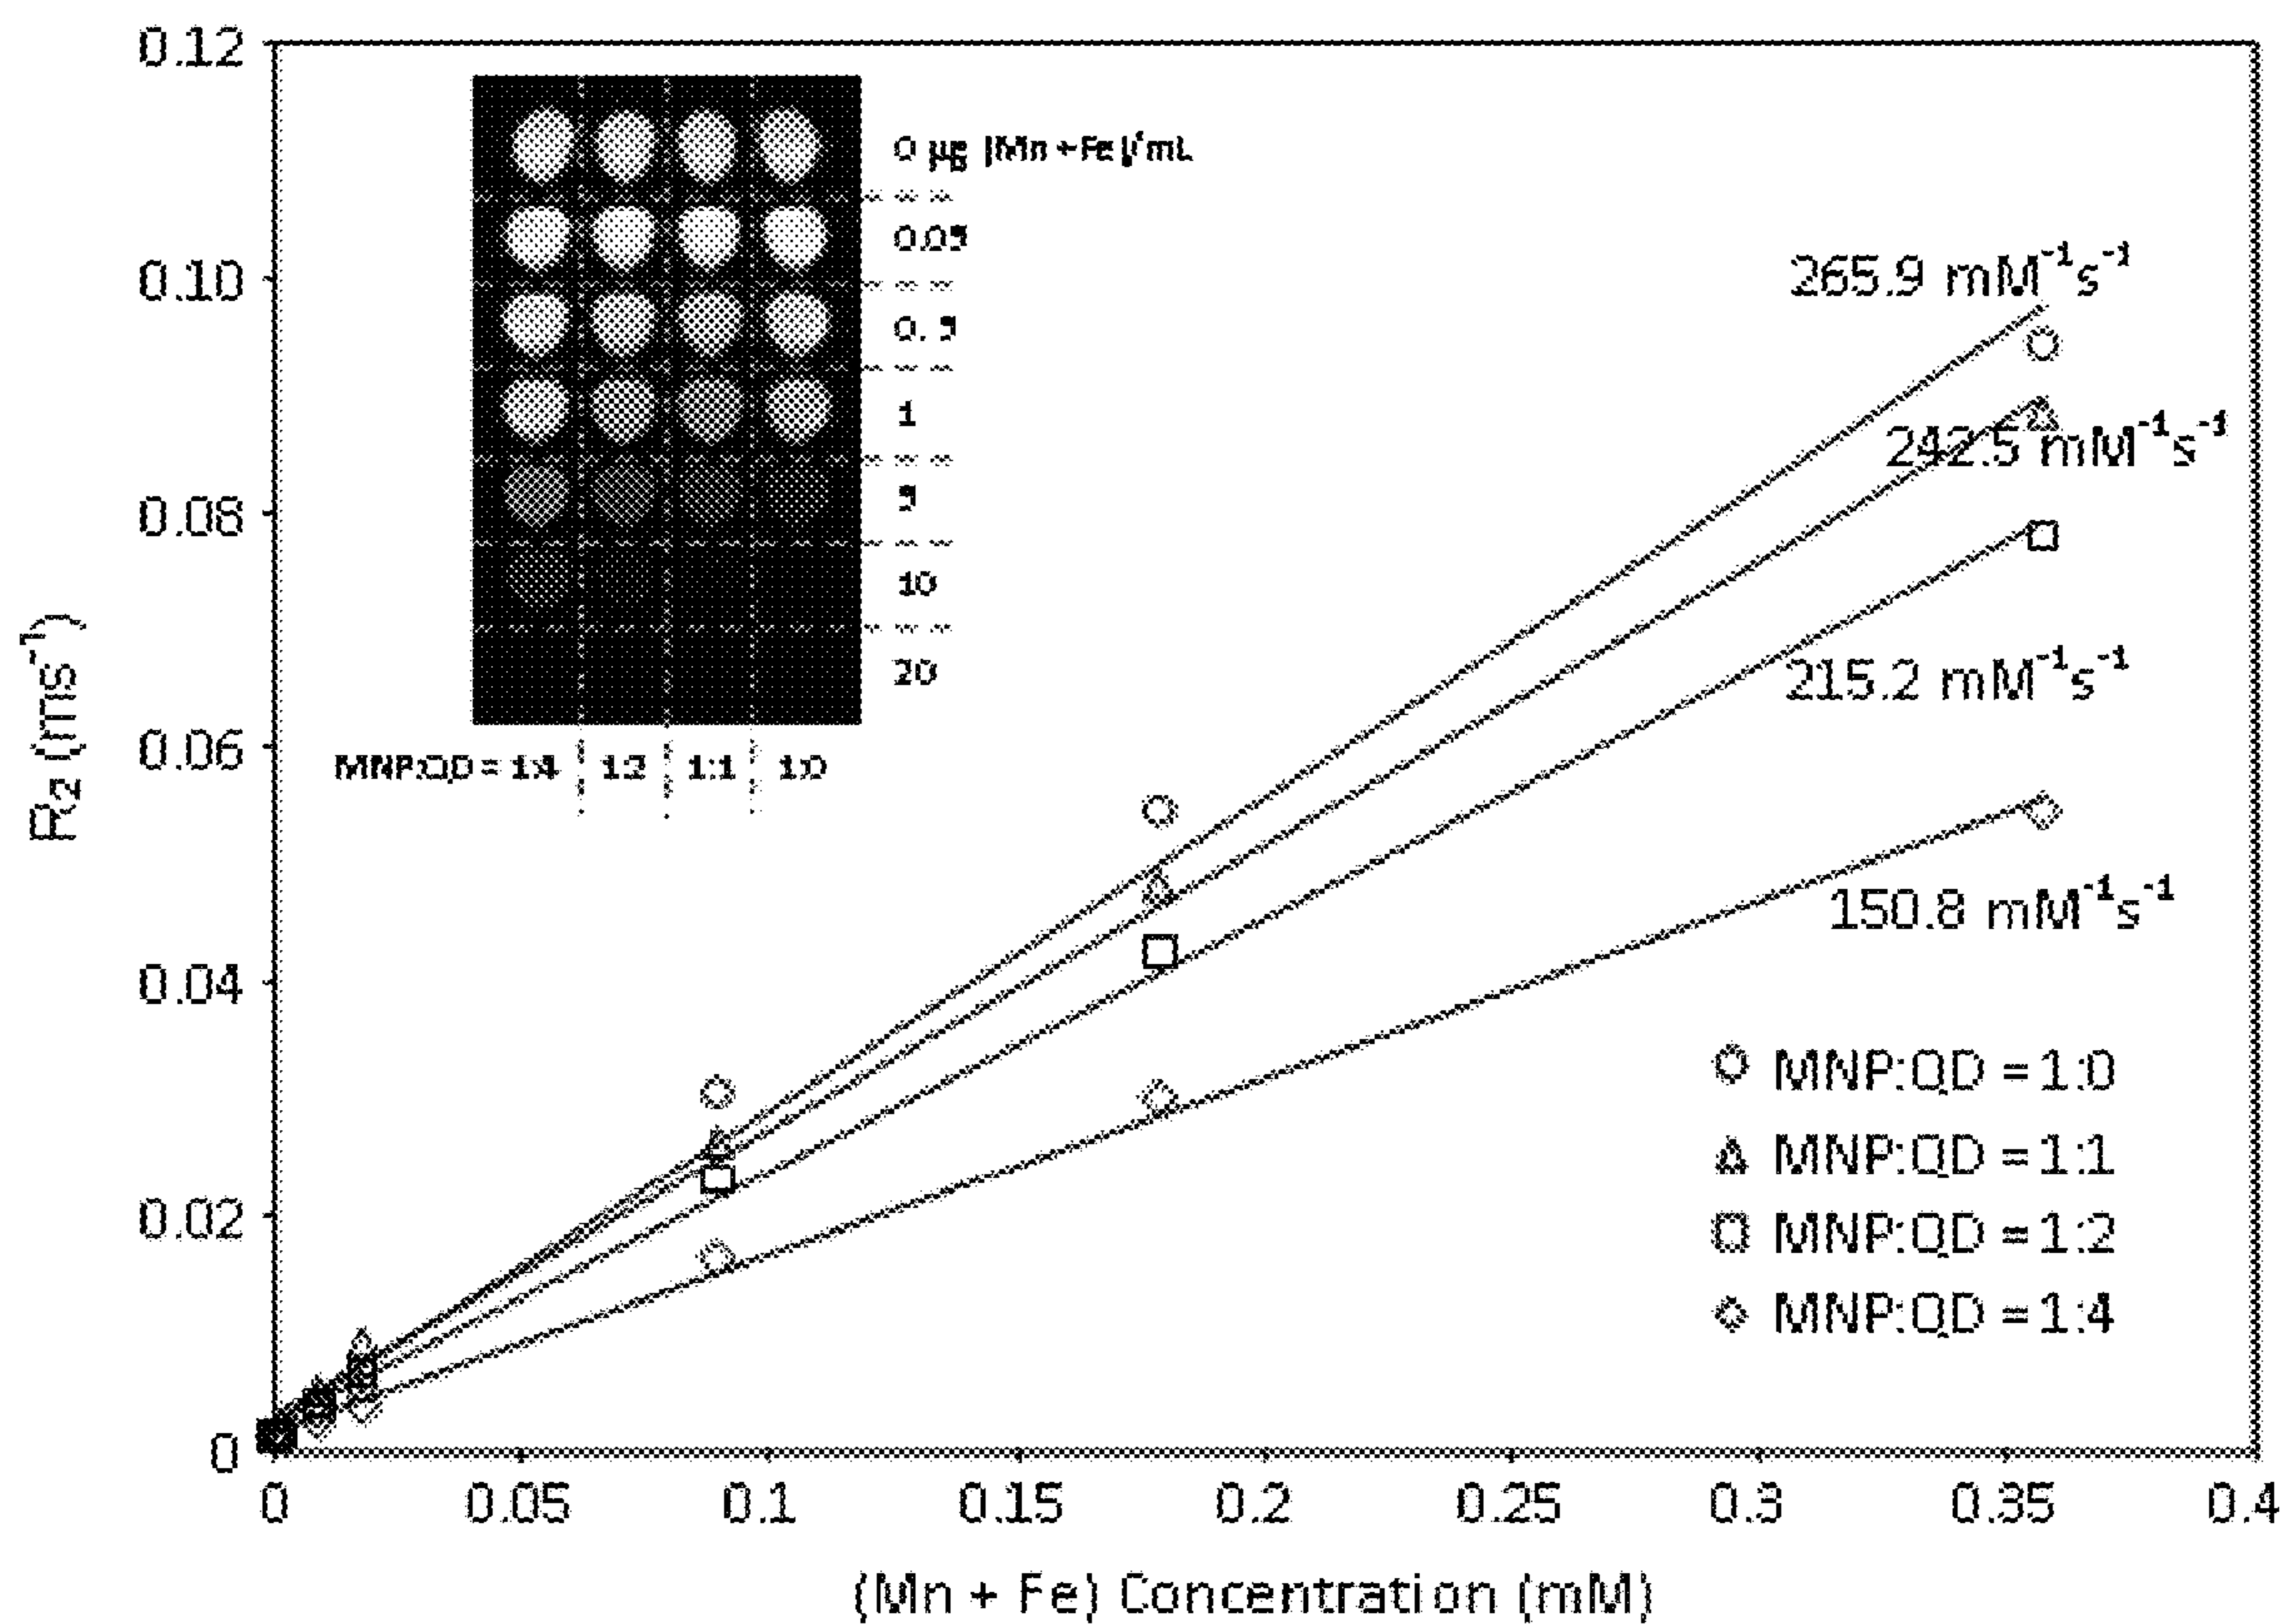 0.12
0.10
0.08
0.06
0.04
0.02
0
R₂ (ms⁻¹)
0 µg [Mn + Fe]/mL
0.05
0.5
1
5
10
20
MNP:QD = 1:4 1:2 1:1 1:0
265.9 mM⁻¹s⁻¹
242.5 mM⁻¹s⁻¹
215.2 mM⁻¹s⁻¹
150.8 mM⁻¹s⁻¹
MNP:QD = 1:0
MNP:QD = 1:1
MNP:QD = 1:2
MNP:QD = 1:4
0 0.05 0.1 0.15 0.2 0.25 0.3 0.35 0.4
(Mn + Fe) Concentration (mM)